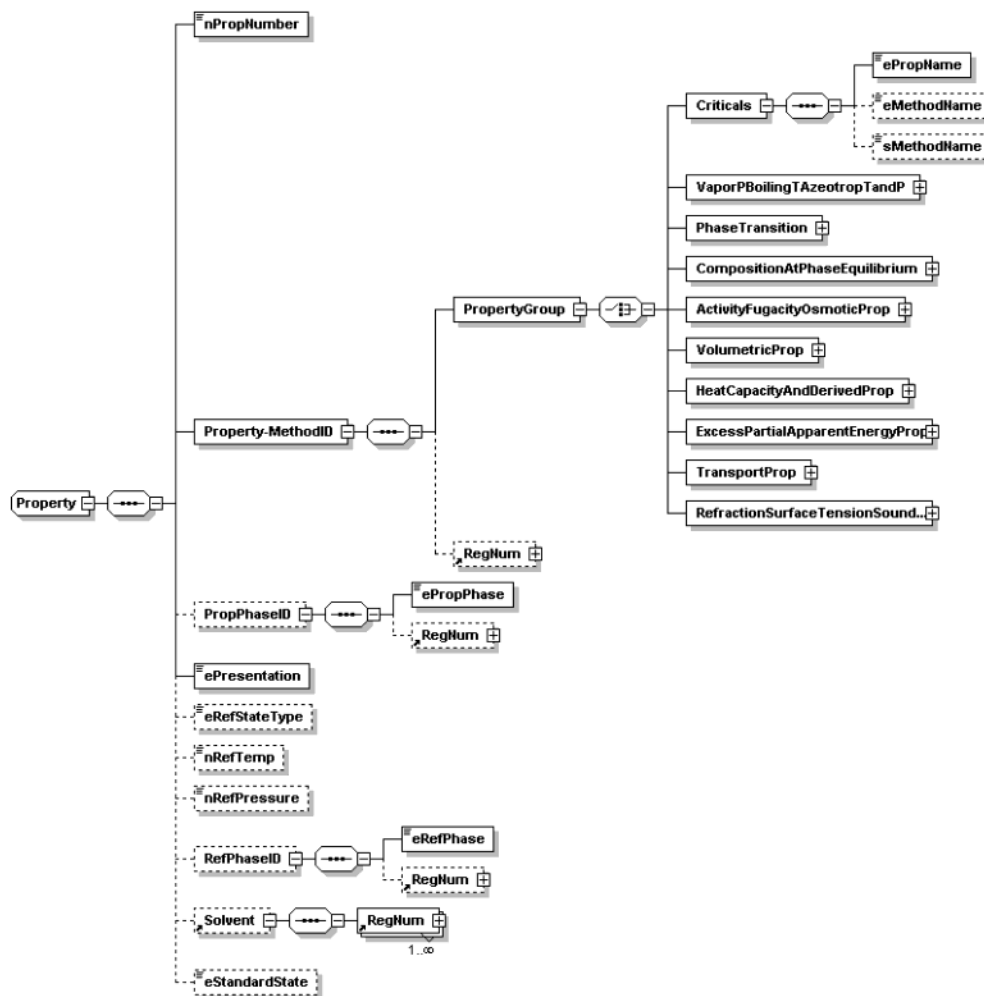 nPropNumber
ePropName
Criticals
eMethodName
sMethodName
VaporPBoilingTAzeotropTandP
PhaseTransition
CompositionAtPhaseEquilibrium
PropertyGroup
ActivityFugacityOsmoticProp
VolumetricProp
HeatCapacityAndDerivedProp
Property-MethodID
ExcessPartialApparentEnergyProp
TransportProp
Property
RefractionSurfaceTensionSound...
RegNum
ePropPhase
PropPhaseID
RegNum
ePresentation
eRefStateType
nRefTemp
nRefPressure
eRefPhase
RefPhaseID
RegNum
Solvent
RegNum
1..∞
eStandardState